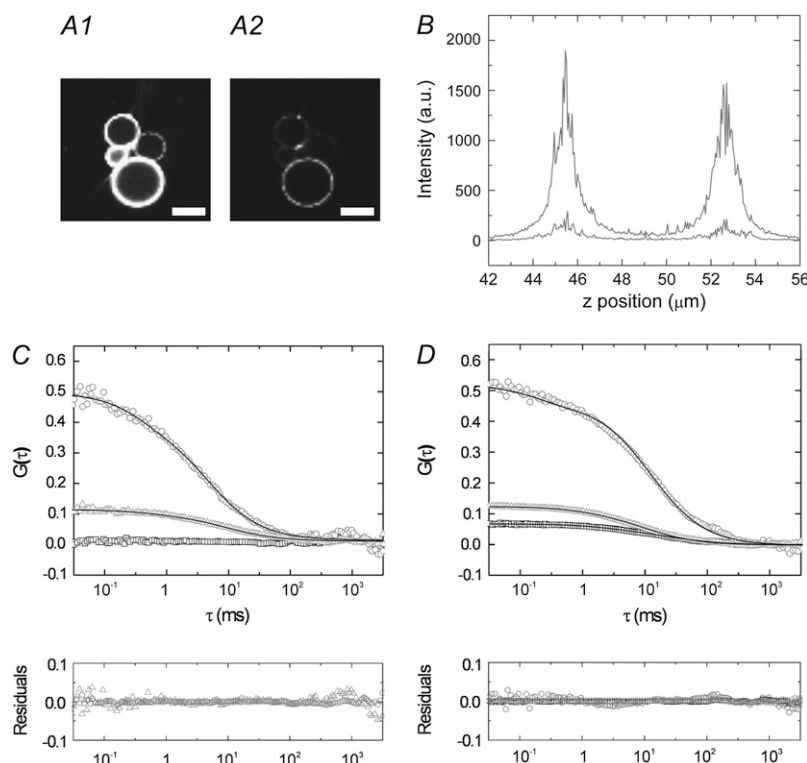 A1 A2 B
2000
1500
1000
500
0
Intensity (a.u.)
42 44 46 48 50 52 54 56
z position (μm)
C
0.6
0.5
0.4
0.3
0.2
0.1
0.0
-0.1
G(τ)
10⁻¹ 1 10¹ 10² 10³
τ (ms)
0.1
0.0
-0.1
Residuals
10⁻¹ 1 10¹ 10² 10³
D
0.6
0.5
0.4
0.3
0.2
0.1
0.0
-0.1
G(τ)
10⁻¹ 1 10¹ 10² 10³
τ (ms)
0.1
0.0
-0.1
Residuals
10⁻¹ 1 10¹ 10² 10³